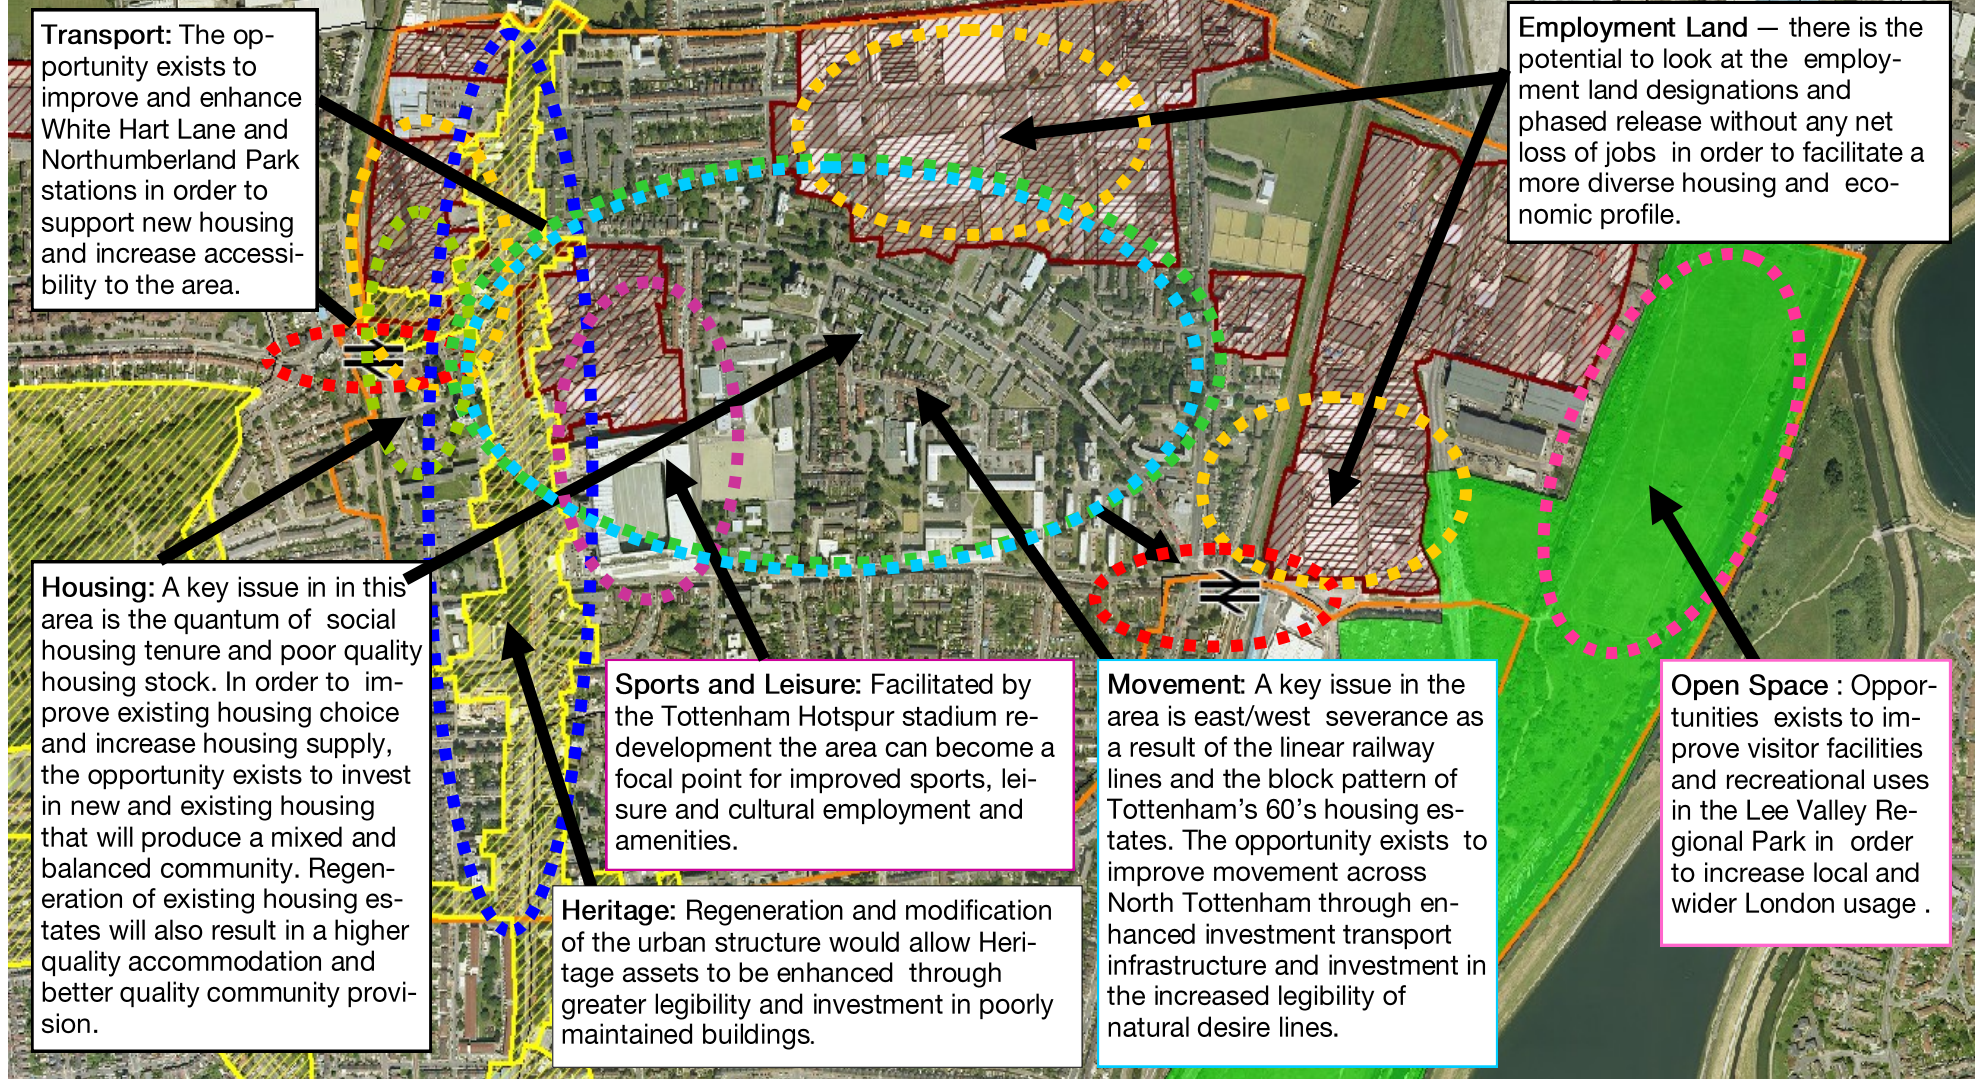 Transport: The op-
portunity exists to
improve and enhance
White Hart Lane and
Northumberland Park
stations in order to
support new housing
and increase accessi-
bility to the area.
Employment Land — there is the
potential to look at the  employ-
ment land designations and
phased release without any net
loss of jobs  in order to facilitate a
more diverse housing and  eco-
nomic profile.
Housing: A key issue in in this
area is the quantum of  social
housing tenure and poor quality
housing stock. In order to  im-
prove existing housing choice
and increase housing supply,
the opportunity exists to invest
in new and existing housing
that will produce a mixed and
balanced community. Regen-
eration of existing housing es-
tates will also result in a higher
quality accommodation and
better quality community provi-
sion.
Sports and Leisure: Facilitated by
the Tottenham Hotspur stadium re-
development the area can become a
focal point for improved sports, lei-
sure and cultural employment and
amenities.
Heritage: Regeneration and modification
of the urban structure would allow Heri-
tage assets to be enhanced  through
greater legibility and investment in poorly
maintained buildings.
Movement: A key issue in the
area is east/west  severance as
a result of the linear railway
lines and the block pattern of
Tottenham's 60's housing es-
tates. The opportunity exists  to
improve movement across
North Tottenham through en-
hanced investment transport
infrastructure and investment in
the increased legibility of
natural desire lines.
Open Space : Oppor-
tunities  exists to im-
prove visitor facilities
and recreational uses
in the Lee Valley Re-
gional Park in  order
to increase local and
wider London usage .